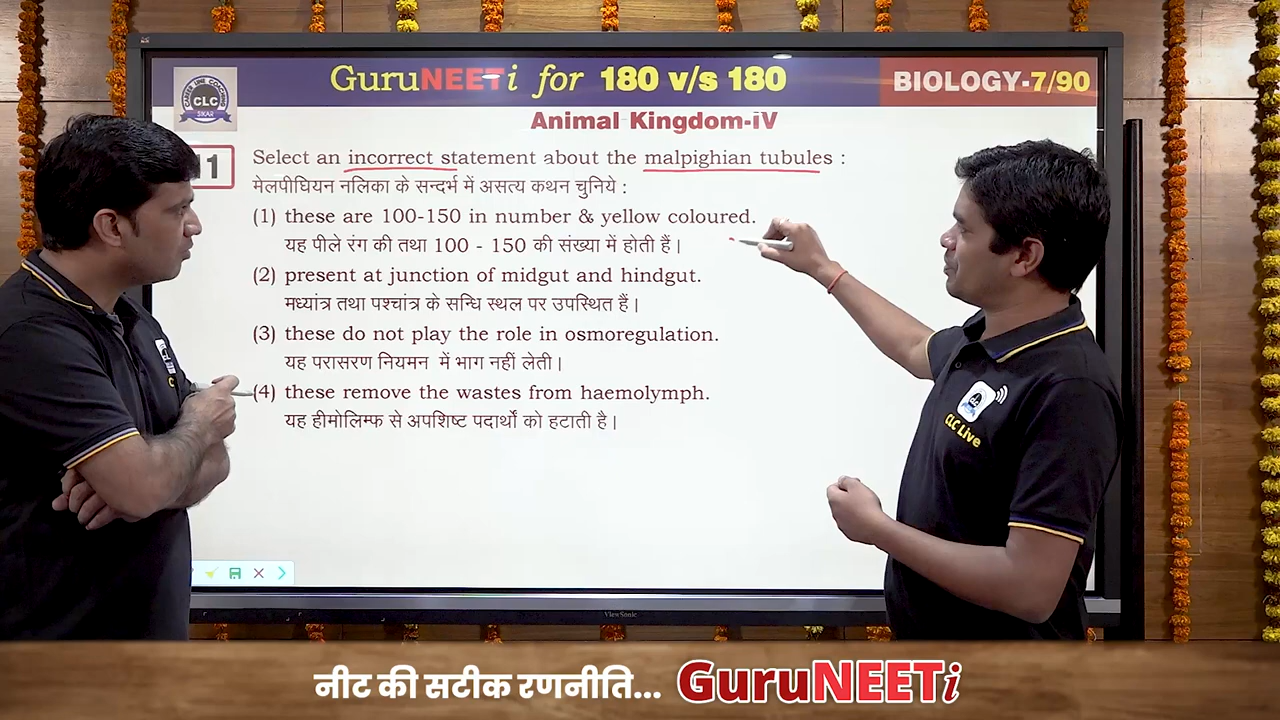 GuruNEETi for 180 v/s 180
BIOLOGY-7/90
CLC
SIKAR
Animal Kingdom-iV
11
Select an incorrect statement about the malpighian tubules :
मेलपीघियन नलिका के सन्दर्भ में असत्य कथन चुनिये :
(1) these are 100-150 in number & yellow coloured.
यह पीले रंग की तथा 100 - 150 की संख्या में होती हैं।
(2) present at junction of midgut and hindgut.
मध्यांत्र तथा पश्चांत्र के सन्धि स्थल पर उपस्थित हैं।
(3) these do not play the role in osmoregulation.
यह परासरण नियमन में भाग नहीं लेती।
(4) these remove the wastes from haemolymph.
यह हीमोलिम्फ से अपशिष्ट पदार्थों को हटाती है।
CLC Live
ViewSonic
नीट की सटीक रणनीति... GuruNEETi